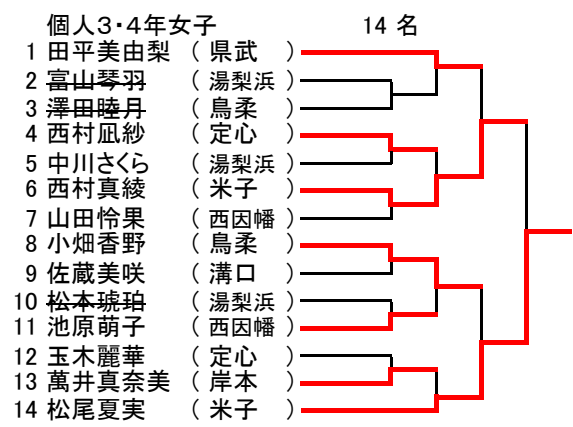 個人3・4年女子 14 名
1 田平美由梨 ( 県武 )
2 富山琴羽 ( 湯梨浜 )
3 澤田睦月 ( 鳥柔 )
4 西村凪紗 ( 定心 )
5 中川さくら ( 湯梨浜 )
6 西村真綾 ( 米子 )
7 山田怜果 ( 西因幡 )
8 小畑香野 ( 鳥柔 )
9 佐蔵美咲 ( 溝口 )
10 松本琥珀 ( 湯梨浜 )
11 池原萌子 ( 西因幡 )
12 玉木麗華 ( 定心 )
13 萬井真奈美 ( 岸本 )
14 松尾夏実 ( 米子 )